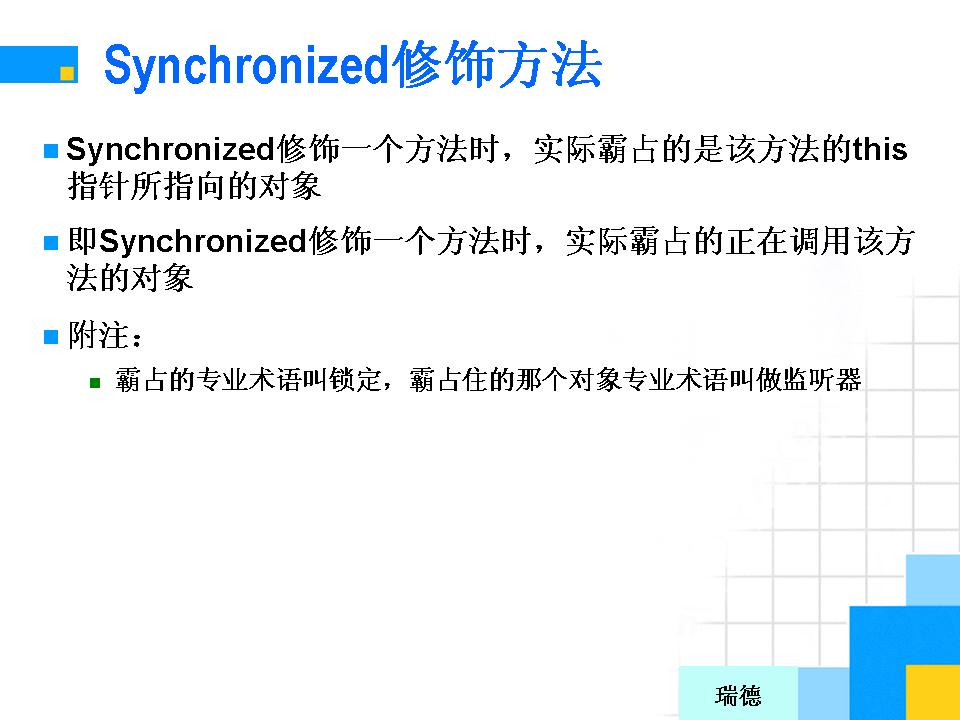 Synchronized修饰方法
Synchronized修饰一个方法时，实际霸占的是该方法的this
指针所指向的对象
即Synchronized修饰一个方法时，实际霸占的正在调用该方
法的对象
附注：
霸占的专业术语叫锁定，霸占住的那个对象专业术语叫做监听器
瑞德